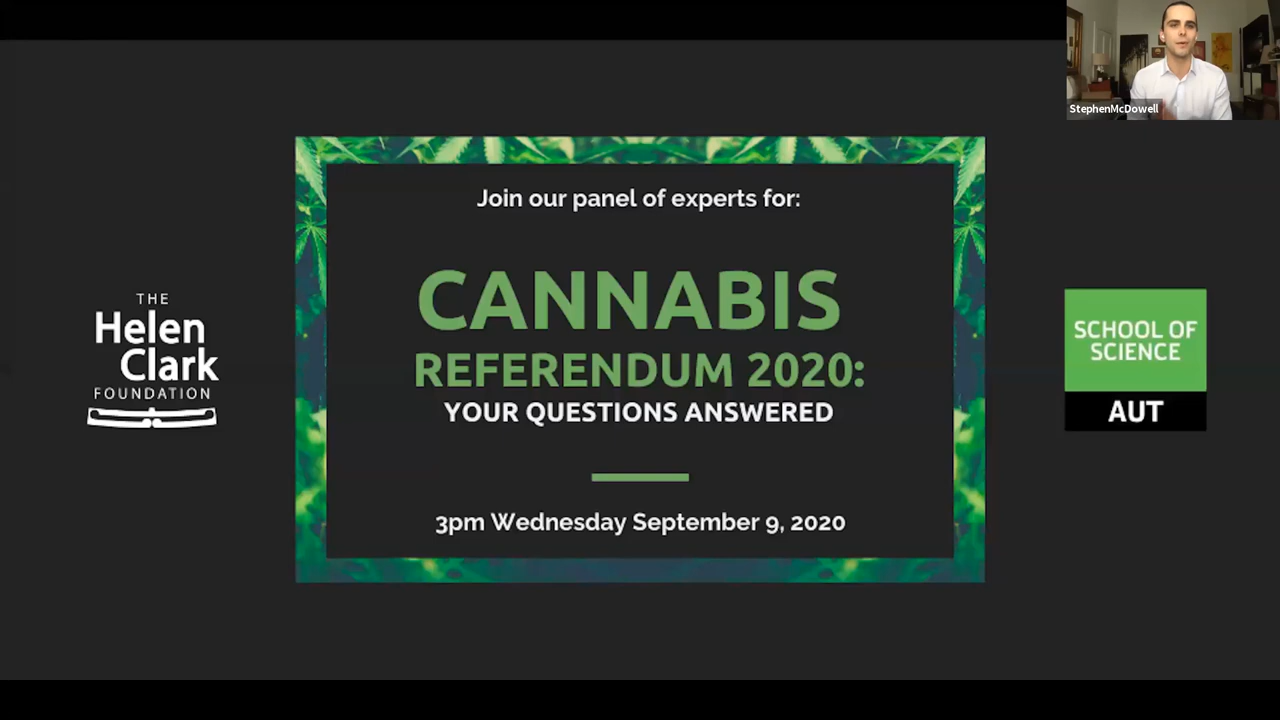 StephenMcDowell
Join our panel of experts for:
CANNABIS
REFERENDUM 2020:
YOUR QUESTIONS ANSWERED
3pm Wednesday September 9, 2020
THE
Helen
Clark
FOUNDATION
SCHOOL OF
SCIENCE
AUT